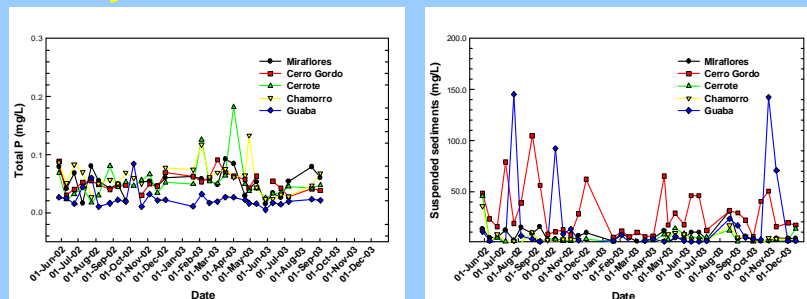 Total P (mg/L)
0.3
0.2
0.1
0.0
Miraflores
Cerro Gordo
Cerrote
Chamorro
Guaba
01-Jun-02
01-Jul-02
01-Aug-02
01-Sep-02
01-Oct-02
01-Nov-02
01-Dec-02
01-Jan-03
01-Feb-03
01-Mar-03
01-Apr-03
01-May-03
01-Jun-03
01-Jul-03
01-Aug-03
01-Sep-03
01-Oct-03
01-Nov-03
01-Dec-03
Date
Suspended sediments (mg/L)
200.0
150.0
100.0
50.0
Miraflores
Cerro Gordo
Cerrote
Chamorro
Guaba
01-Jun-02
01-Jul-02
01-Aug-02
01-Sep-02
01-Oct-02
01-Nov-02
01-Dec-02
01-Jan-03
01-Feb-03
01-Mar-03
01-Apr-03
01-May-03
01-Jun-03
01-Jul-03
01-Aug-03
01-Sep-03
01-Oct-03
01-Nov-03
01-Dec-03
Date